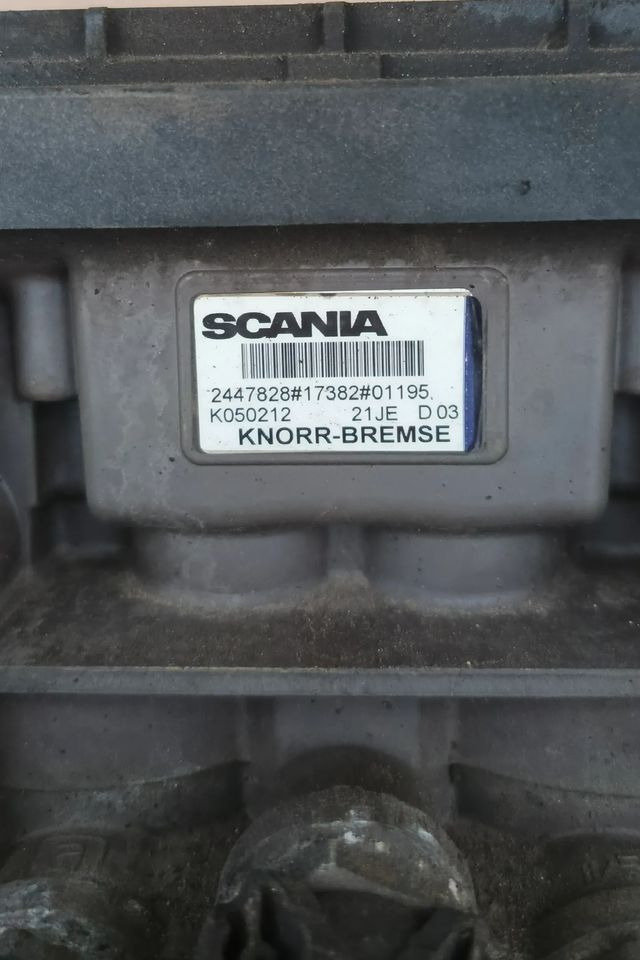 SCANIA
2447828#17382#01195
K050212 21JE D 03
KNORR-BREMSE